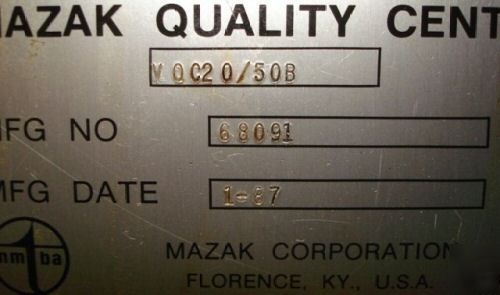 MAZAK QUALITY CENT
VQC20/50B
MFG NO 68091
MFG DATE 1-87
nmtba
MAZAK CORPORATION
FLORENCE, KY., U.S.A.